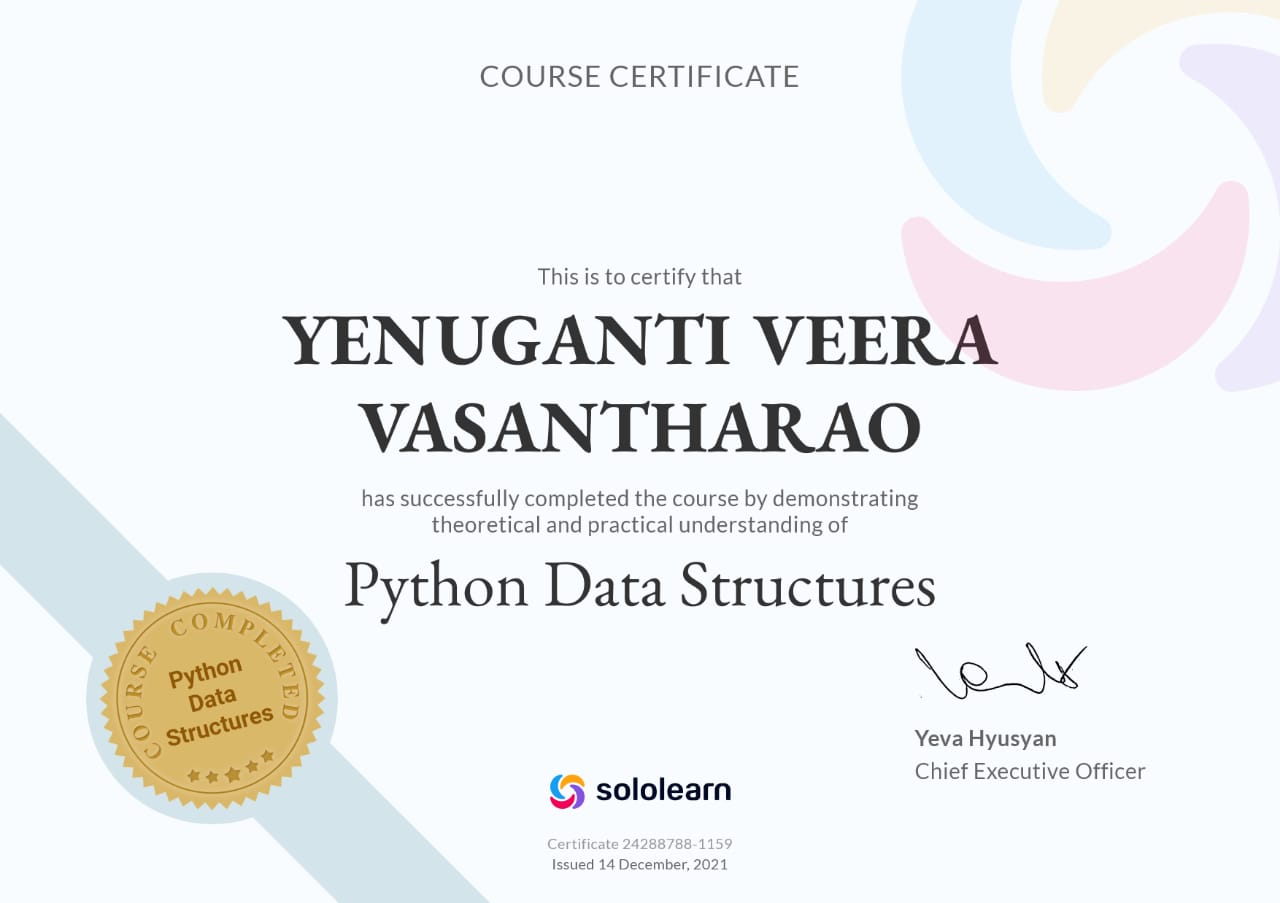 COURSE CERTIFICATE
This is to certify that
YENUGANTI VEERA
VASANTHARAO
has successfully completed the course by demonstrating
theoretical and practical understanding of
Python Data Structures
COURSE COMPLETED
Python
Data
Structures
Yeva Hyusyan
Chief Executive Officer
sololearn
Certificate 24288788-1159
Issued 14 December, 2021